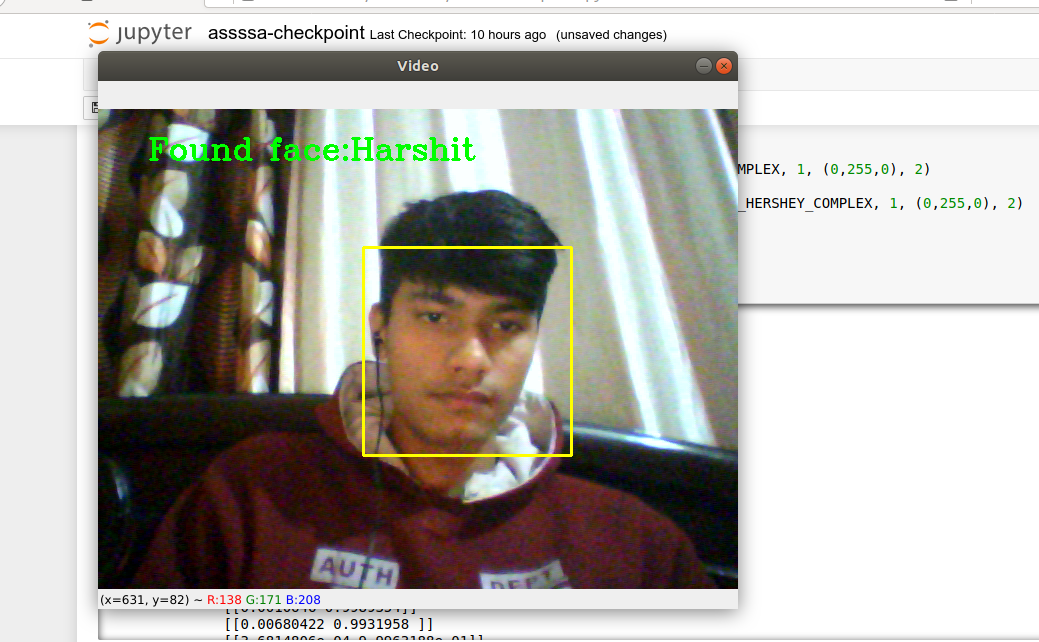 jupyter assssa-checkpoint Last Checkpoint: 10 hours ago (unsaved changes)
Video
Found face:Harshit
MPLEX, 1, (0,255,0), 2)
_HERSHEY_COMPLEX, 1, (0,255,0), 2)
AUTH
DEPT
(x=631, y=82) ~ R:138 G:171 B:208
[[0.00680422 0.9931958 ]]